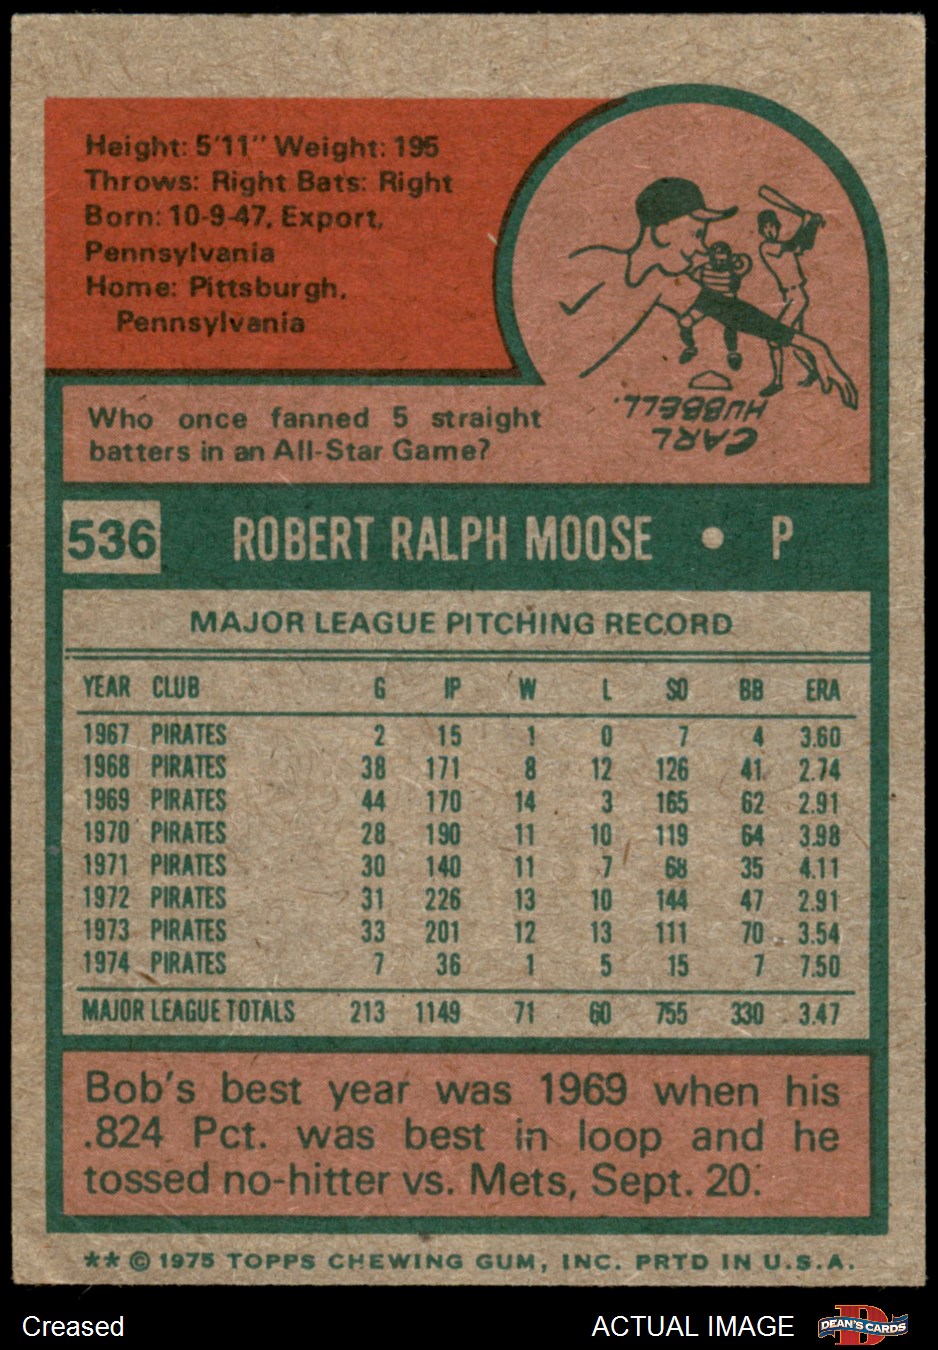 Height: 5'11" Weight: 195
Throws: Right Bats: Right
Born: 10-9-47, Export,
Pennsylvania
Home: Pittsburgh,
Pennsylvania
CARL
HUBBELL.
Who once fanned 5 straight
batters in an All-Star Game?
536 ROBERT RALPH MOOSE • P
MAJOR LEAGUE PITCHING RECORD
YEAR CLUB G IP W L SO BB ERA
1967 PIRATES 2 15 1 0 7 4 3.60
1968 PIRATES 38 171 8 12 126 41 2.74
1969 PIRATES 44 170 14 3 165 62 2.91
1970 PIRATES 28 190 11 10 119 64 3.98
1971 PIRATES 30 140 11 7 68 35 4.11
1972 PIRATES 31 226 13 10 144 47 2.91
1973 PIRATES 33 201 12 13 111 70 3.54
1974 PIRATES 7 36 1 5 15 7 7.50
MAJOR LEAGUE TOTALS 213 1149 71 60 755 330 3.47
Bob's best year was 1969 when his
.824 Pct. was best in loop and he
tossed no-hitter vs. Mets, Sept. 20.
** © 1975 TOPPS CHEWING GUM, INC. PRTD IN U.S.A.
Creased
ACTUAL IMAGE
DEAN'S CARDS